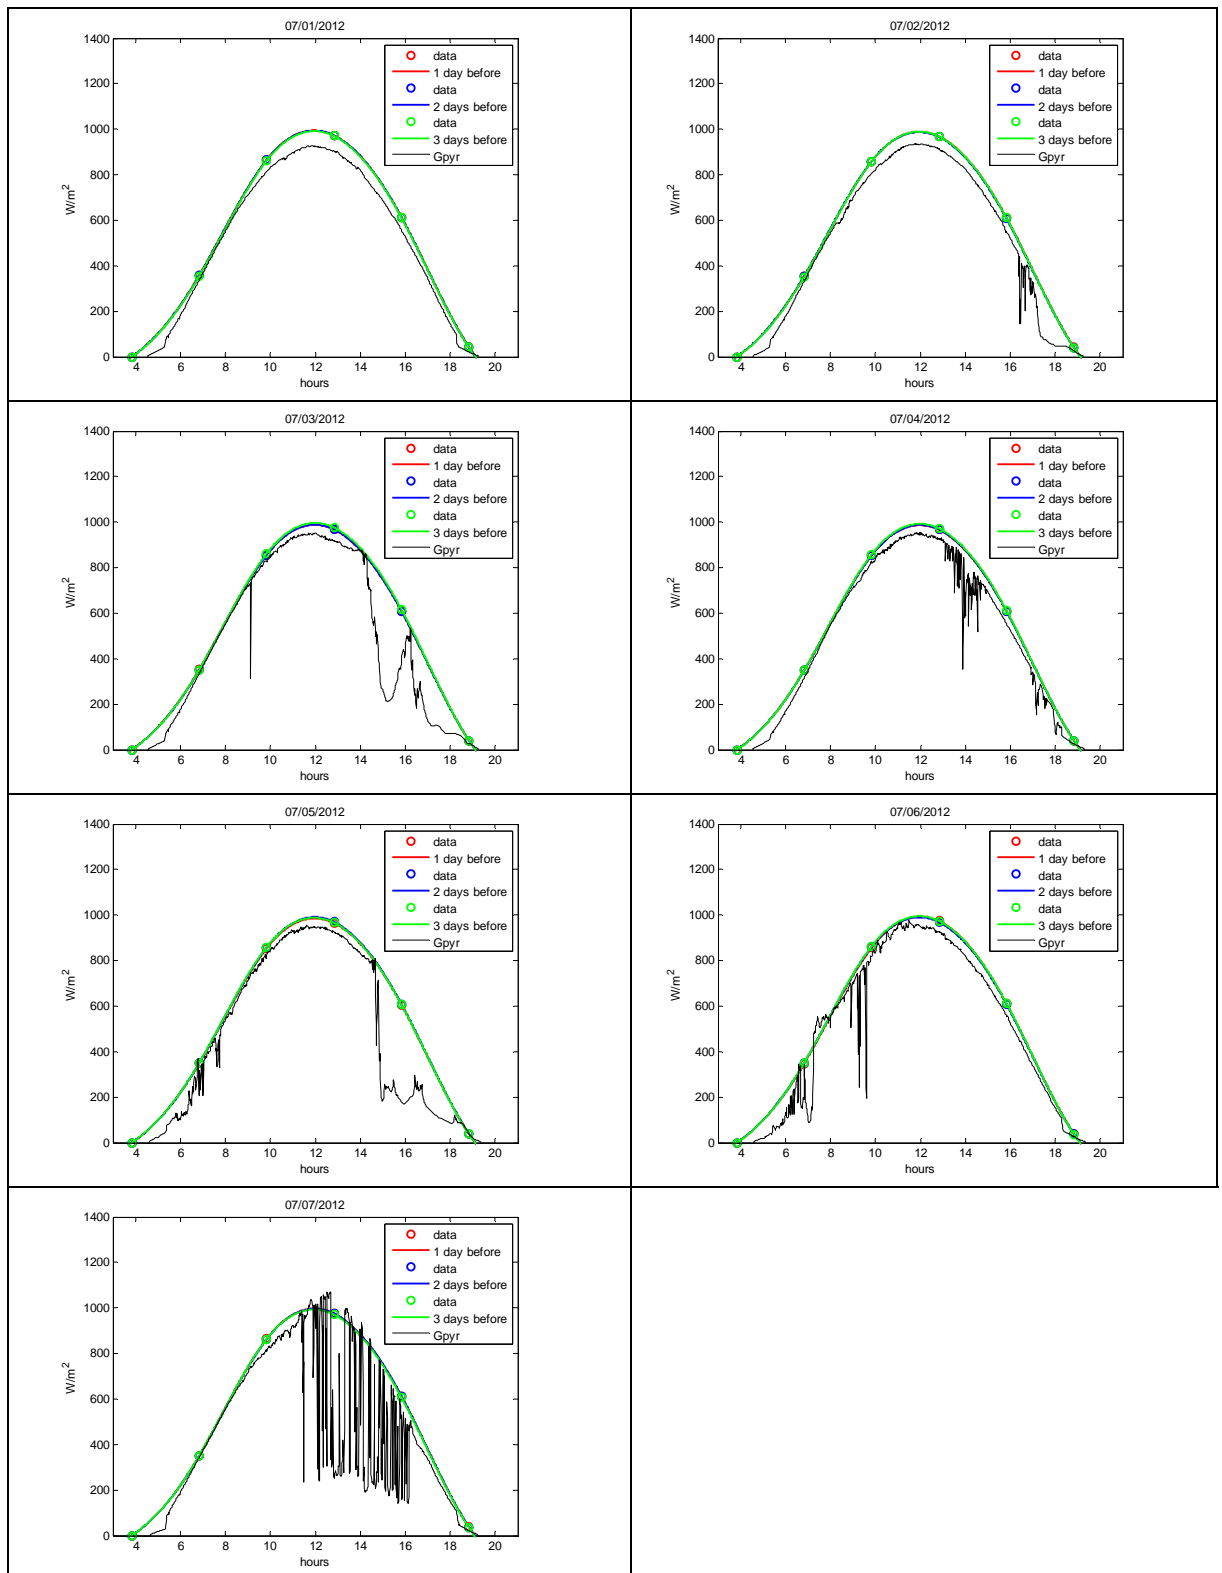 07/01/2012
1400
1200
1000
800
600
400
200
0
W/m2
4 6 8 10 12 14 16 18 20
hours
data
1 day before
data
2 days before
data
3 days before
Gpyr
07/02/2012
1400
1200
1000
800
600
400
200
0
W/m2
4 6 8 10 12 14 16 18 20
hours
data
1 day before
data
2 days before
data
3 days before
Gpyr
07/03/2012
1400
1200
1000
800
600
400
200
0
W/m2
4 6 8 10 12 14 16 18 20
hours
data
1 day before
data
2 days before
data
3 days before
Gpyr
07/04/2012
1400
1200
1000
800
600
400
200
0
W/m2
4 6 8 10 12 14 16 18 20
hours
data
1 day before
data
2 days before
data
3 days before
Gpyr
07/05/2012
1400
1200
1000
800
600
400
200
0
W/m2
4 6 8 10 12 14 16 18 20
hours
data
1 day before
data
2 days before
data
3 days before
Gpyr
07/06/2012
1400
1200
1000
800
600
400
200
0
W/m2
4 6 8 10 12 14 16 18 20
hours
data
1 day before
data
2 days before
data
3 days before
Gpyr
07/07/2012
1400
1200
1000
800
600
400
200
0
W/m2
4 6 8 10 12 14 16 18 20
hours
data
1 day before
data
2 days before
data
3 days before
Gpyr